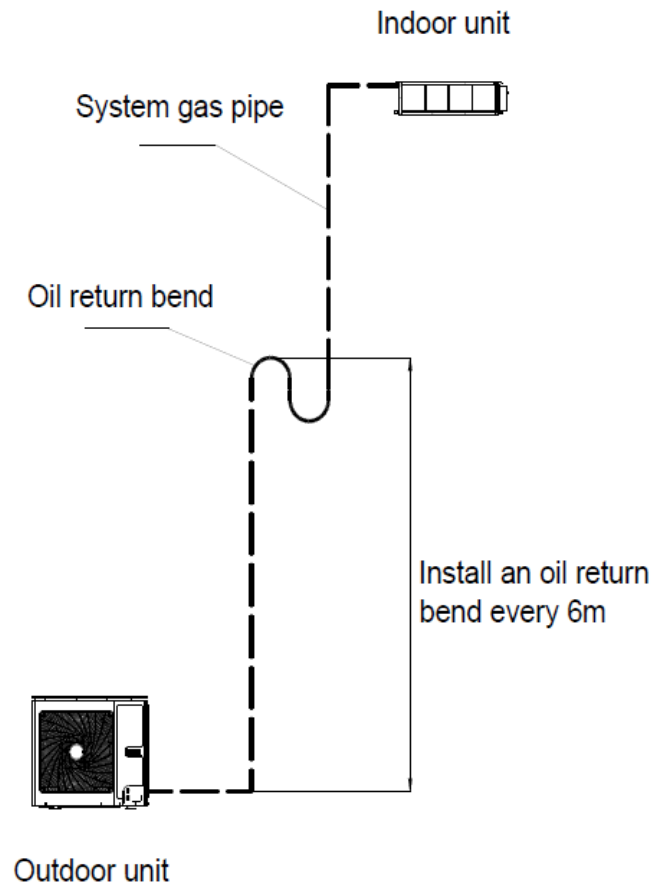 Indoor unit
System gas pipe
Oil return bend
Install an oil return
bend every 6m
Outdoor unit